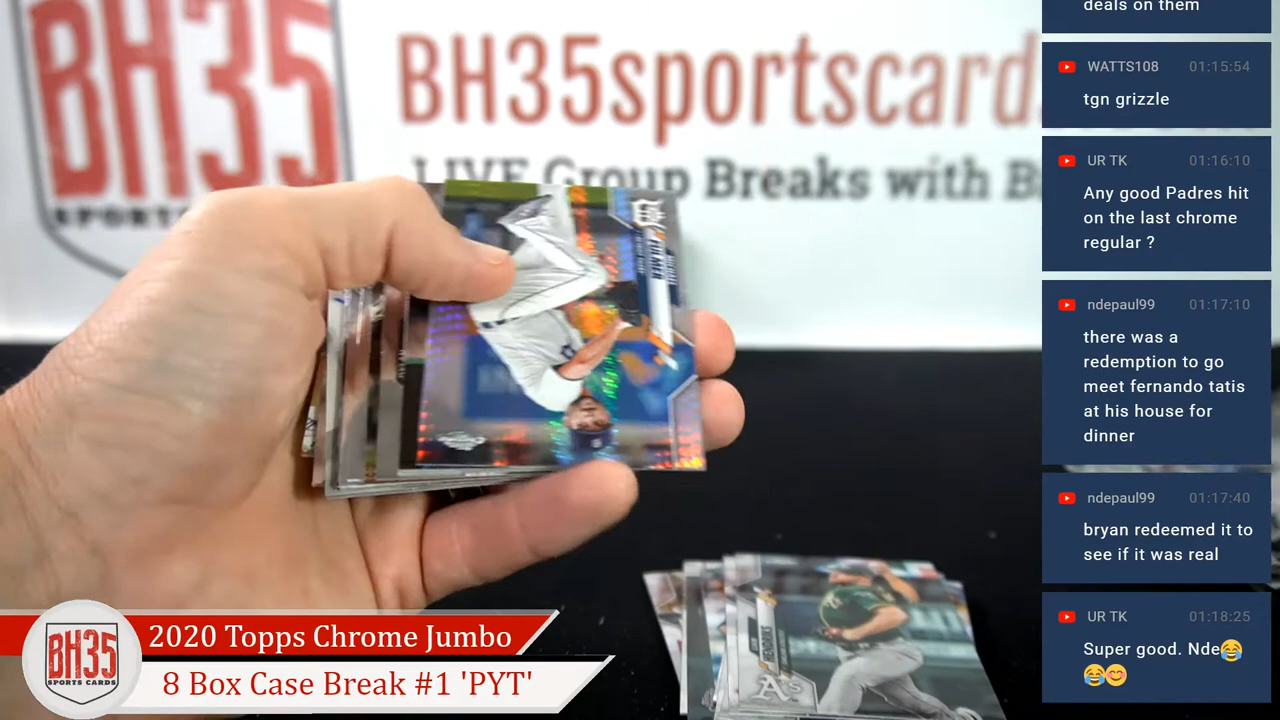 BH35
SPORTS
BH35sportscards
LIVE Group Breaks with B
FULMER
HENDRIKS
A's
BH35
SPORTS CARDS
2020 Topps Chrome Jumbo
8 Box Case Break #1 'PYT'
deals on them
WATTS108 01:15:54
tgn grizzle
UR TK 01:16:10
Any good Padres hit
on the last chrome
regular ?
ndepaul99 01:17:10
there was a
redemption to go
meet fernando tatis
at his house for
dinner
ndepaul99 01:17:40
bryan redeemed it to
see if it was real
UR TK 01:18:25
Super good. Nde😂
😂😊